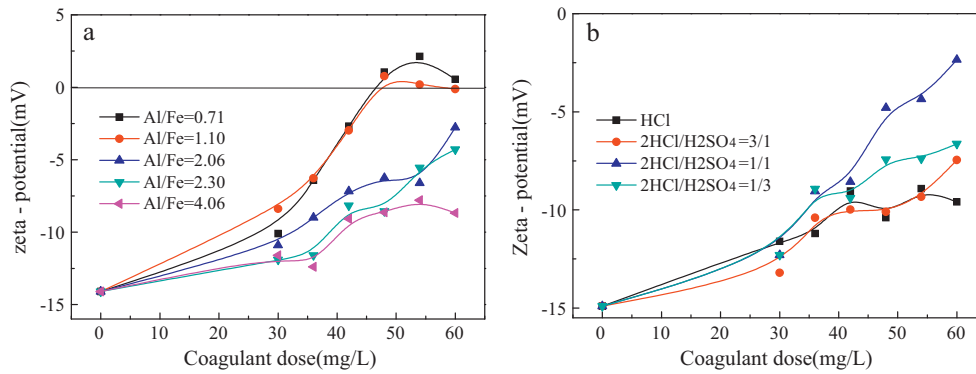 a
zeta - potential(mV)
5
0
-5
-10
-15
Al/Fe=0.71
Al/Fe=1.10
Al/Fe=2.06
Al/Fe=2.30
Al/Fe=4.06
0 10 20 30 40 50 60
Coagulant dose(mg/L)
b
Zeta - potential(mV)
0
-5
-10
-15
HCl
2HCl/H2SO₄=3/1
2HCl/H2SO₄=1/1
2HCl/H2SO₄=1/3
0 10 20 30 40 50 60
Coagulant dose(mg/L)